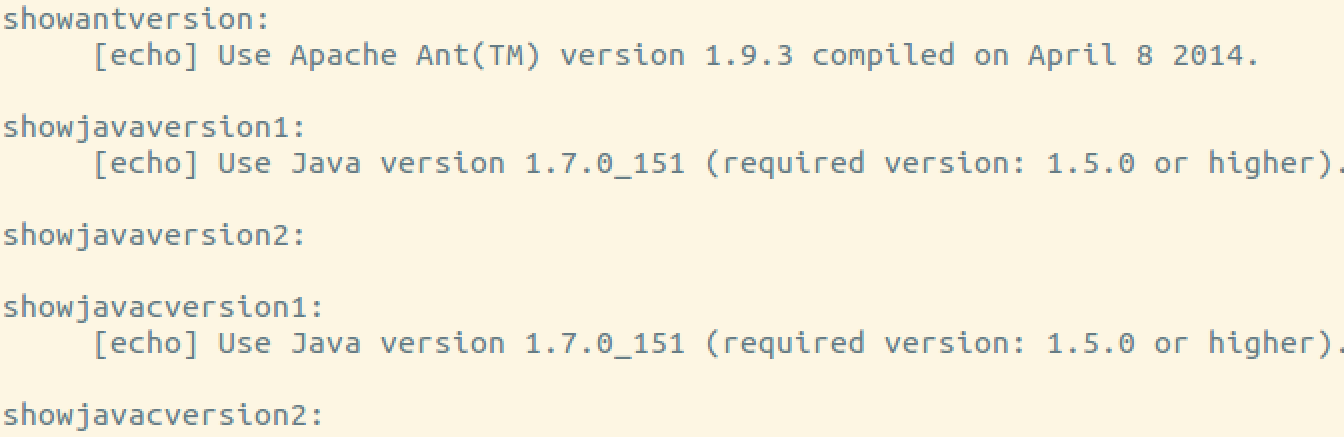 showantversion:
[echo] Use Apache Ant(TM) version 1.9.3 compiled on April 8 2014.
showjavaversion1:
[echo] Use Java version 1.7.0_151 (required version: 1.5.0 or higher).
showjavaversion2:
showjavacversion1:
[echo] Use Java version 1.7.0_151 (required version: 1.5.0 or higher).
showjavacversion2: